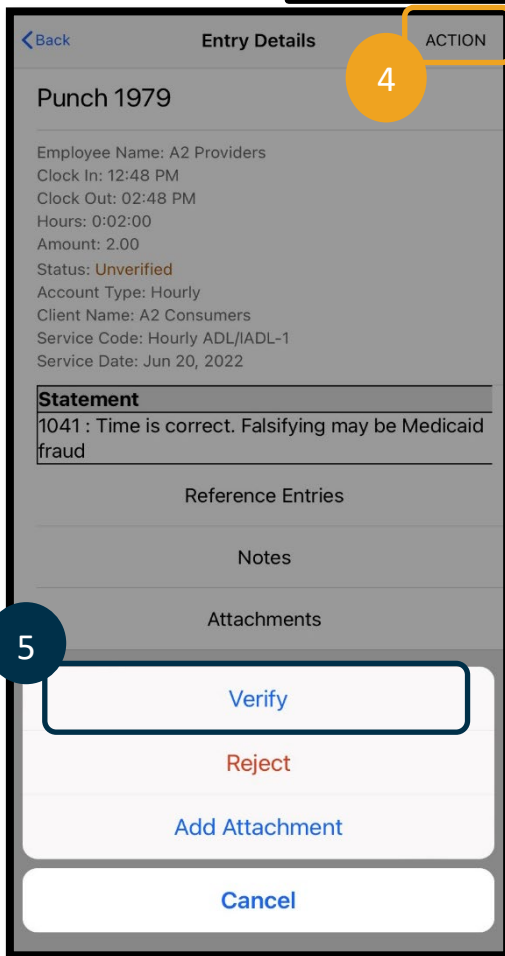 Back Entry Details ACTION
4
Punch 1979
Employee Name: A2 Providers
Clock In: 12:48 PM
Clock Out: 02:48 PM
Hours: 0:02:00
Amount: 2.00
Status: Unverified
Account Type: Hourly
Client Name: A2 Consumers
Service Code: Hourly ADL/IADL-1
Service Date: Jun 20, 2022
Statement
1041 : Time is correct. Falsifying may be Medicaid
fraud
Reference Entries
Notes
Attachments
5
Verify
Reject
Add Attachment
Cancel